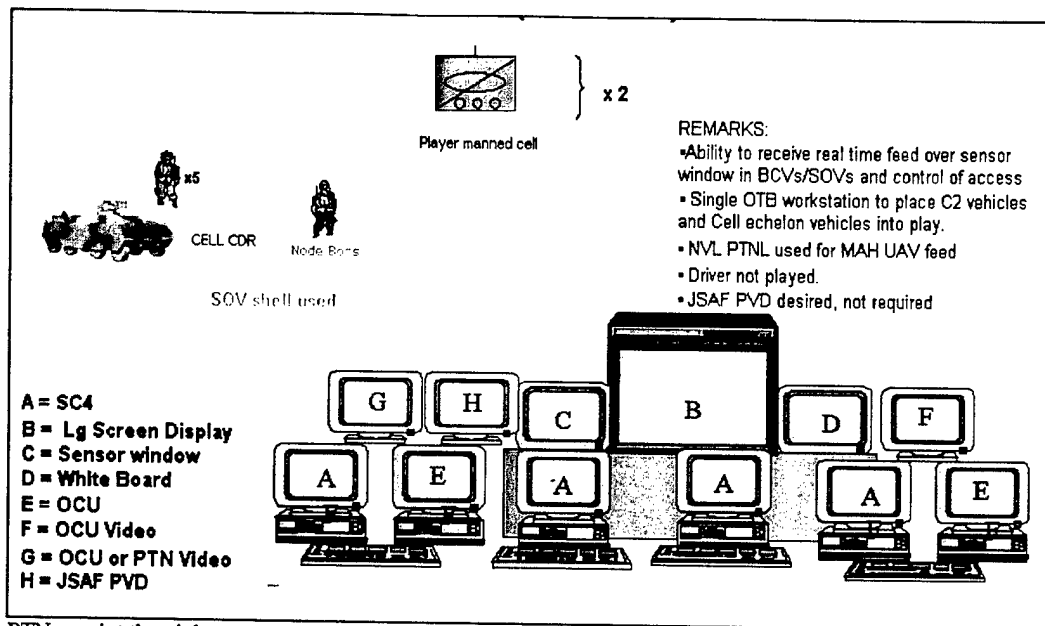 x 2
Player manned cell
REMARKS:
▪Ability to receive real time feed over sensor
window in BCVs/SOVs and control of access
▪ Single OTB workstation to place C2 vehicles
and Cell echelon vehicles into play.
▪ NVL PTNL used for MAH UAV feed
▪ Driver not played.
▪ JSAF PVD desired, not required
x5
CELL CDR
Node
SOV shell used
A = SC4
B = Lg Screen Display
C = Sensor window
D = White Board
E = OCU
F = OCU Video
G = OCU or PTN Video
H = JSAF PVD
G
H
C
B
D
F
A
E
A
A
A
E